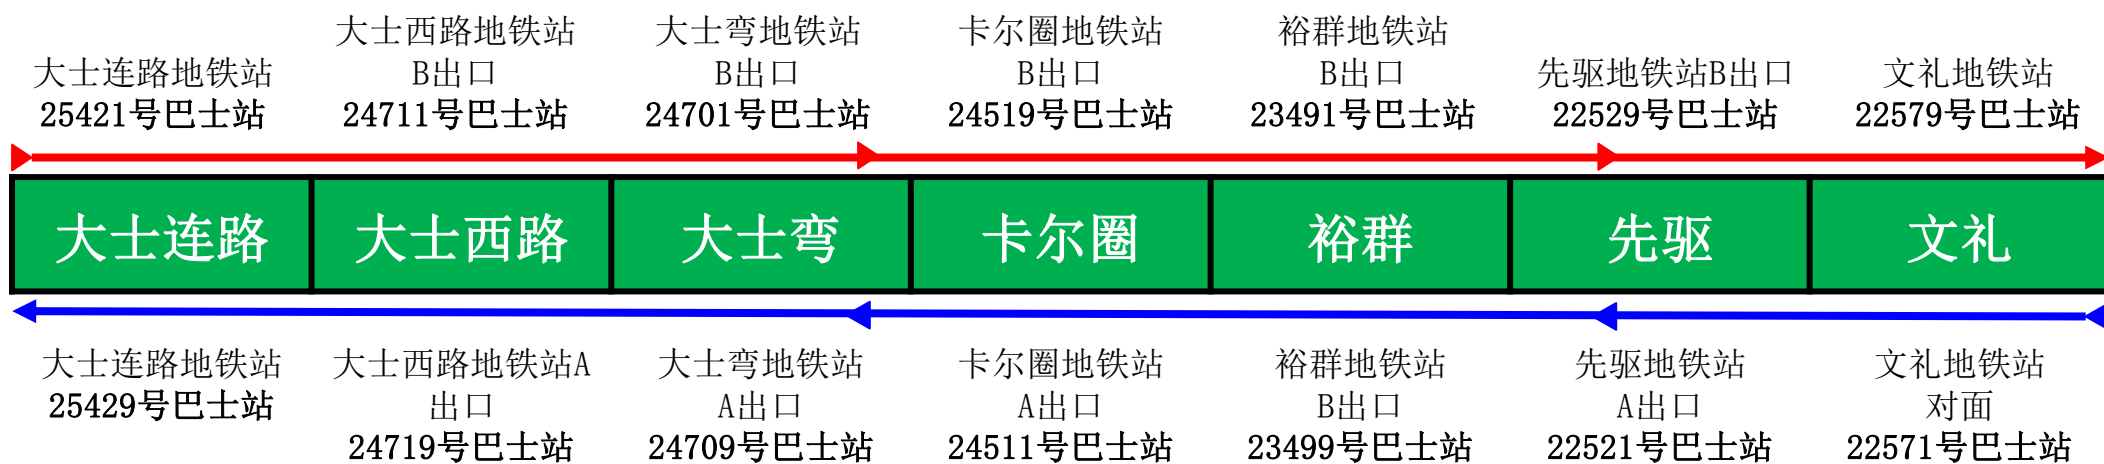 大士连路地铁站
25421号巴士站
大士西路地铁站
B出口
24711号巴士站
大士弯地铁站
B出口
24701号巴士站
卡尔圈地铁站
B出口
24519号巴士站
裕群地铁站
B出口
23491号巴士站
先驱地铁站B出口
22529号巴士站
文礼地铁站
22579号巴士站
大士连路
大士西路
大士弯
卡尔圈
裕群
先驱
文礼
大士连路地铁站
25429号巴士站
大士西路地铁站A
出口
24719号巴士站
大士弯地铁站
A出口
24709号巴士站
卡尔圈地铁站
A出口
24511号巴士站
裕群地铁站
B出口
23499号巴士站
先驱地铁站
A出口
22521号巴士站
文礼地铁站
对面
22571号巴士站